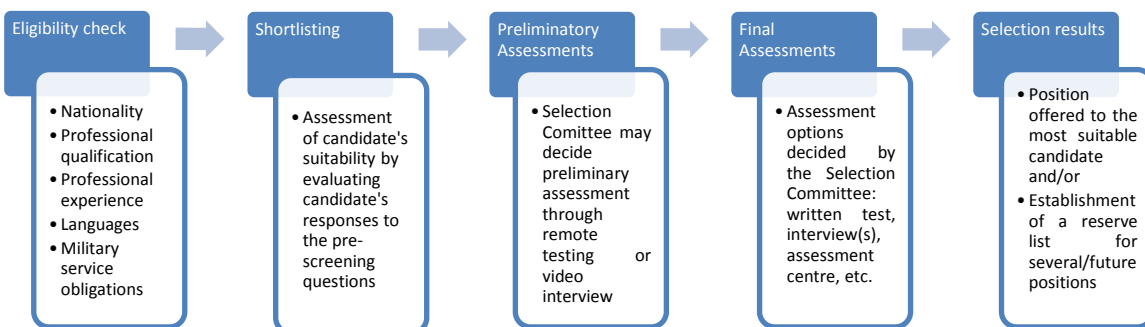 Eligibility check
• Nationality
• Professional
qualification
• Professional
experience
• Languages
• Military
service
obligations
Shortlisting
• Assessment
of candidate's
suitability by
evaluating
candidate's
responses to
the pre-
screening
questions
Preliminatory
Assessments
• Selection
Comittee may
decide
preliminary
assessment
through
remote
testing or
video
interview
Final
Assessments
• Assessment
options
decided by
the Selection
Committee:
written test,
interview(s),
assessment
centre, etc.
Selection results
• Position
offered to the
most suitable
candidate
and/or
• Establishment
of a reserve
list for
several/future
positions